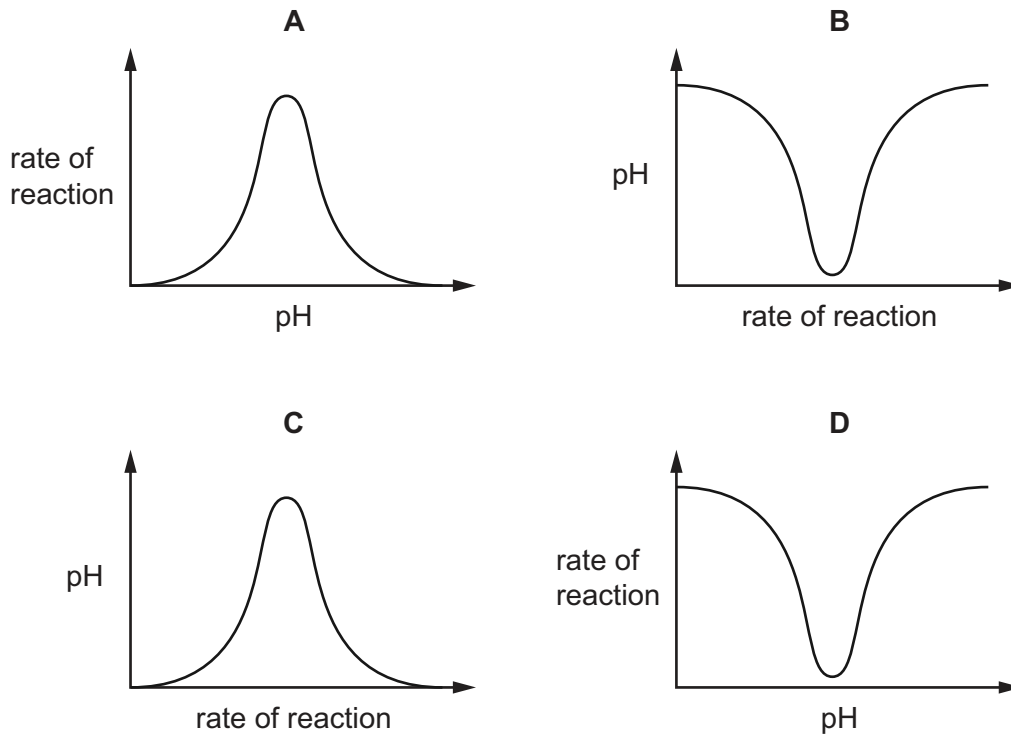 A
rate of
reaction
pH
B
pH
rate of reaction
C
pH
rate of reaction
D
rate of
reaction
pH